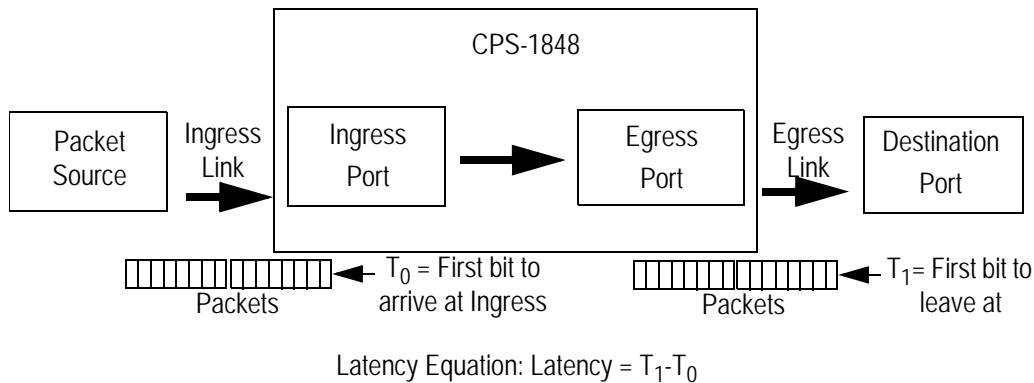 CPS-1848
Packet
Source
Ingress
Link
Ingress
Port
Egress
Port
Egress
Link
Destination
Port
T0 = First bit to
arrive at Ingress
Packets
T1= First bit to
leave at
Packets
Latency Equation: Latency = T1-T0